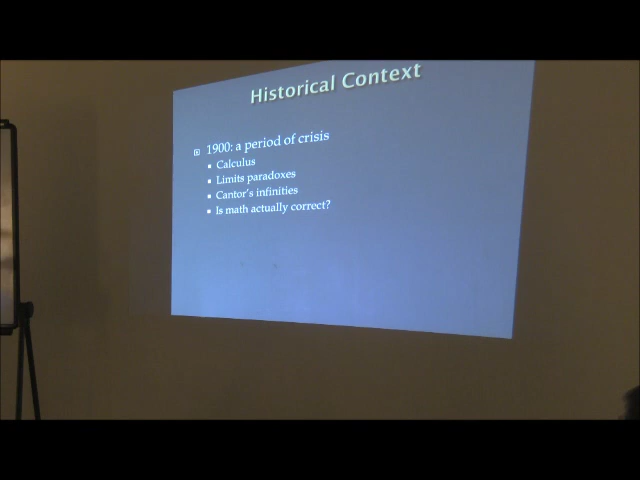 Historical Context
1900: a period of crisis
Calculus
Limits paradoxes
Cantor's infinities
Is math actually correct?